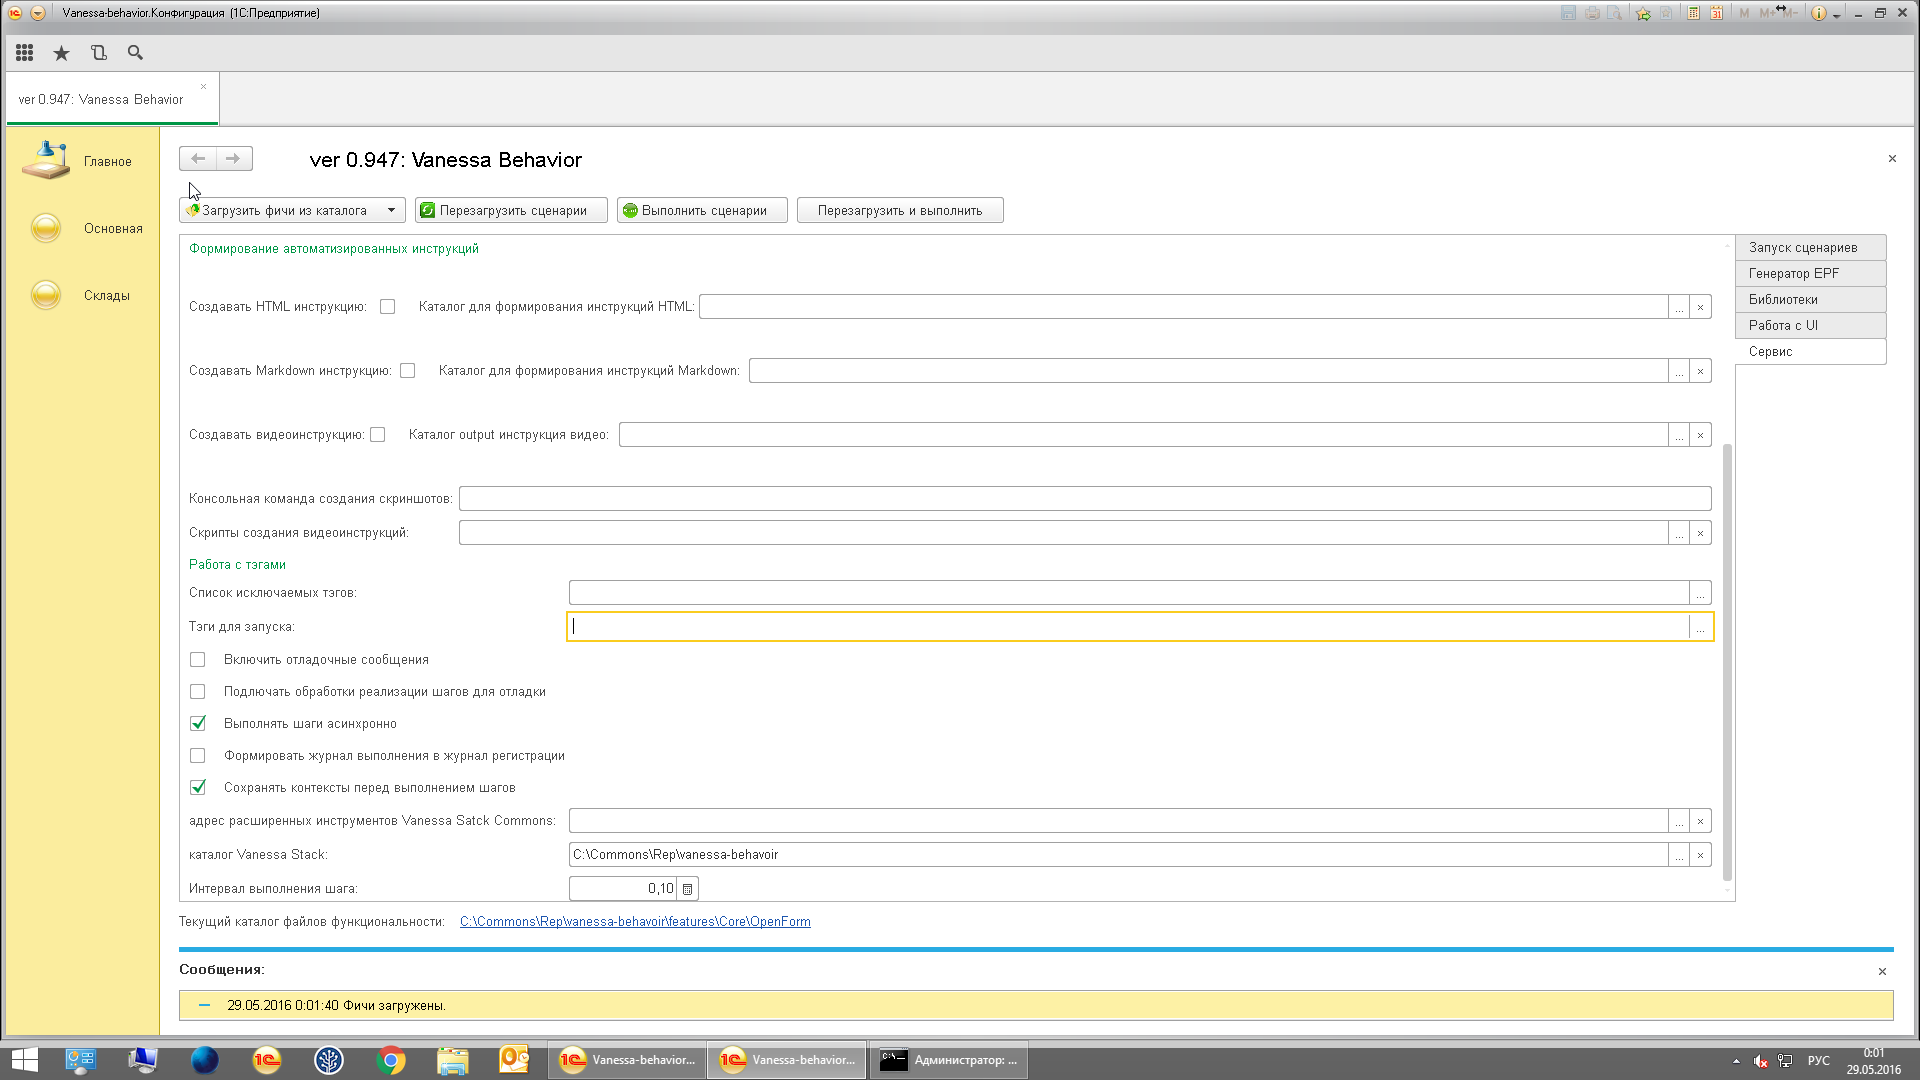 Vanessa-behavior.Конфигурация (1С:Предприятие)
31 M M+ M-
ver 0.947: Vanessa Behavior
Главное
Основная
Склады
ver 0.947: Vanessa Behavior
Загрузить фичи из каталога Перезагрузить сценарии Выполнить сценарии Перезагрузить и выполнить
Формирование автоматизированных инструкций
Создавать HTML инструкцию: Каталог для формирования инструкций HTML: ... ×
Создавать Markdown инструкцию: Каталог для формирования инструкций Markdown: ... ×
Создавать видеоинструкцию: Каталог output инструкция видео: ... ×
Консольная команда создания скриншотов:
Скрипты создания видеоинструкций: ... ×
Работа с тэгами
Список исключаемых тэгов: ...
Тэги для запуска: ...
Включить отладочные сообщения
Подлючать обработки реализации шагов для отладки
Выполнять шаги асинхронно
Формировать журнал выполнения в журнал регистрации
Сохранять контексты перед выполнением шагов
адрес расширенных инструментов Vanessa Satck Commons: ... ×
каталог Vanessa Stack: C:\Commons\Rep\vanessa-behavoir ... ×
Интервал выполнения шага: 0,10
Запуск сценариев
Генератор EPF
Библиотеки
Работа с UI
Сервис
Текущий каталог файлов функциональности: C:\Commons\Rep\vanessa-behavoir\features\Core\OpenForm
Сообщения:
29.05.2016 0:01:40 Фичи загружены.
Vanessa-behavior... Vanessa-behavior... Администратор: ... РУС 0:01
29.05.2016